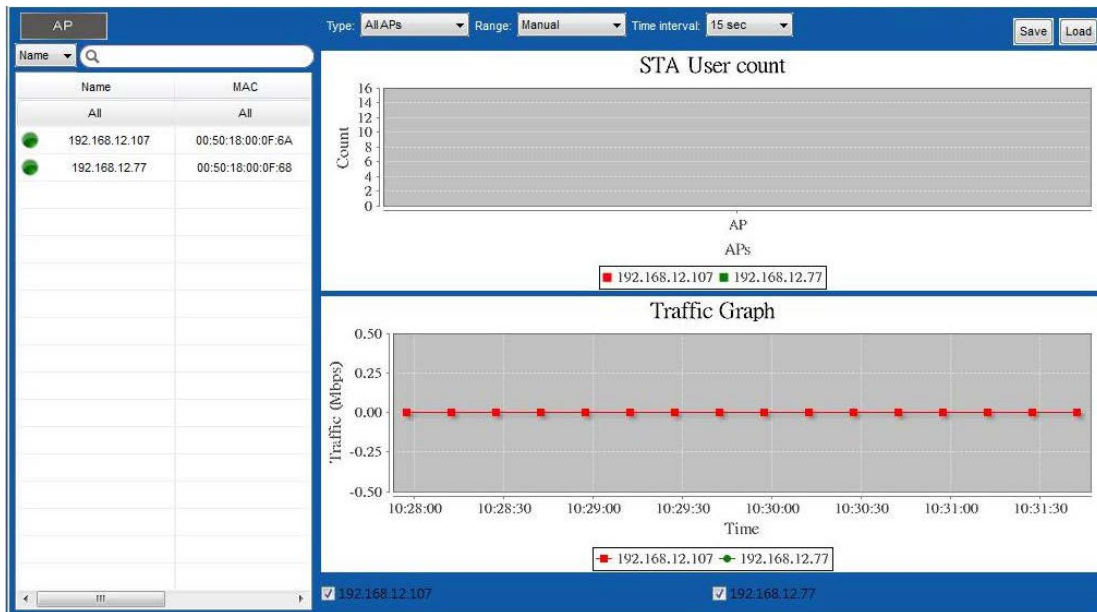 AP
Type: All APs Range: Manual Time interval: 15 sec Save Load
Name
Name MAC
All All
192.168.12.107 00:50:18:00:0F:6A
192.168.12.77 00:50:18:00:0F:68
STA User count
Count
16
14
12
10
8
6
4
2
0
AP
APs
192.168.12.107 192.168.12.77
Traffic Graph
Traffic (Mbps)
0.50
0.25
0.00
-0.25
-0.50
10:28:00 10:28:30 10:29:00 10:29:30 10:30:00 10:30:30 10:31:00 10:31:30
Time
192.168.12.107 192.168.12.77
192.168.12.107 192.168.12.77